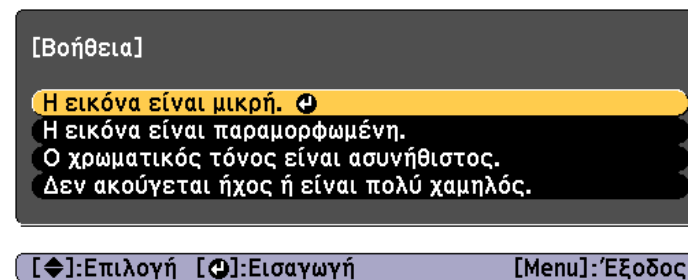 [Βοήθεια]
Η εικόνα είναι μικρή.
Η εικόνα είναι παραμορφωμένη.
Ο χρωματικός τόνος είναι ασυνήθιστος.
Δεν ακούγεται ήχος ή είναι πολύ χαμηλός.
[◆]:Επιλογή [⏎]:Εισαγωγή [Menu]:Έξοδος